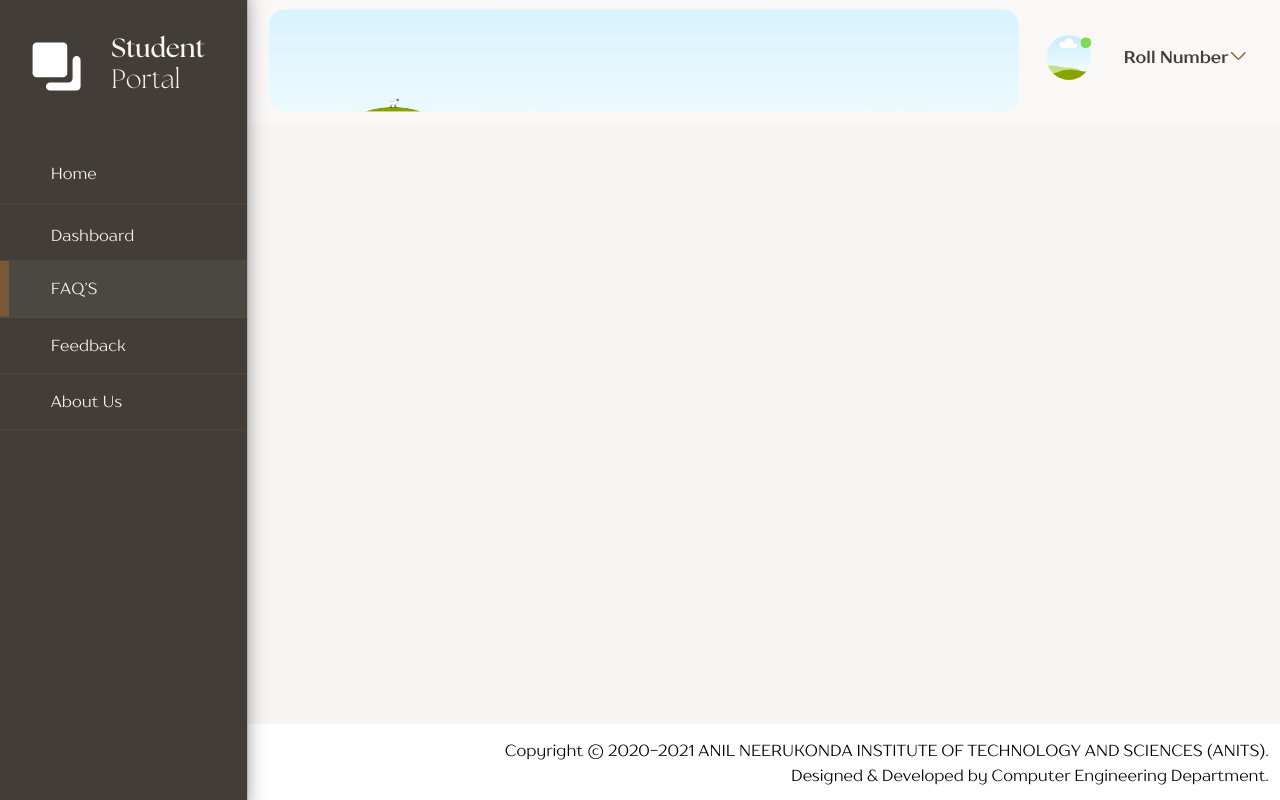 Student
Portal
Roll Number
Home
Dashboard
FAQ'S
Feedback
About Us
Copyright © 2020-2021 ANIL NEERUKONDA INSTITUTE OF TECHNOLOGY AND SCIENCES (ANITS).
Designed & Developed by Computer Engineering Department.